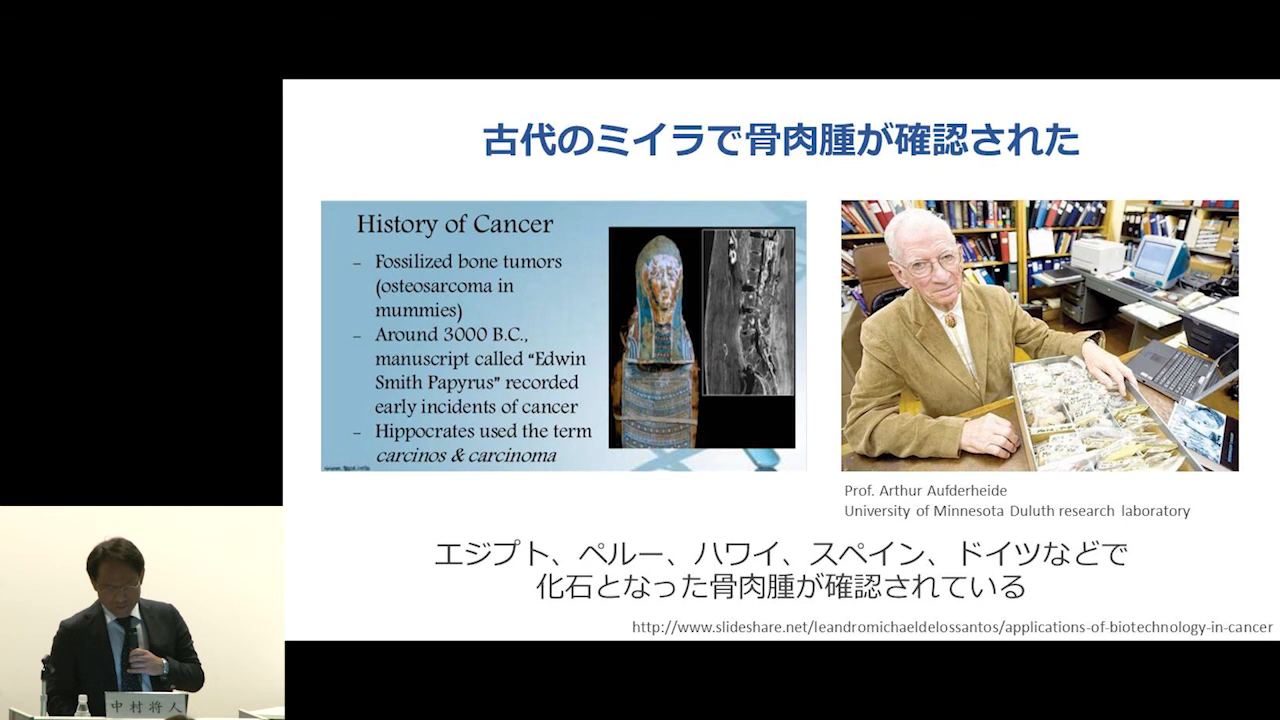 古代のミイラで骨肉腫が確認された
History of Cancer
– Fossilized bone tumors
(osteosarcoma in
mummies)
– Around 3000 B.C.,
manuscript called “Edwin
Smith Papyrus” recorded
early incidents of cancer
– Hippocrates used the term
carcinos & carcinoma
Prof. Arthur Aufderheide
University of Minnesota Duluth research laboratory
エジプト、ペルー、ハワイ、スペイン、ドイツなどで
化石となった骨肉腫が確認されている
http://www.slideshare.net/leandromichaeldelossantos/applications-of-biotechnology-in-cancer
中村将人